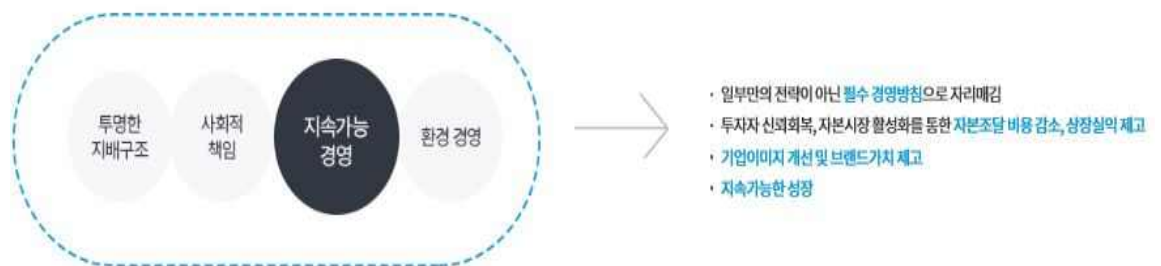 투명한
지배구조
사회적
책임
지속가능
경영
환경 경영
· 일부만의 전략이 아닌 필수 경영방침으로 자리매김
· 투자자 신뢰회복, 자본시장 활성화를 통한 자본조달 비용 감소, 상장실익 제고
· 기업이미지 개선 및 브랜드가치 제고
· 지속가능한 성장